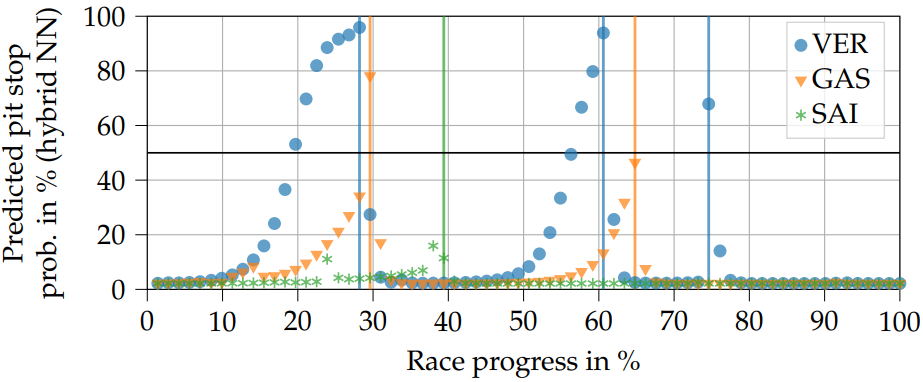 Predicted pit stop
prob. in % (hybrid NN)
100
80
60
40
20
0
VER
GAS
SAI
0 10 20 30 40 50 60 70 80 90 100
Race progress in %